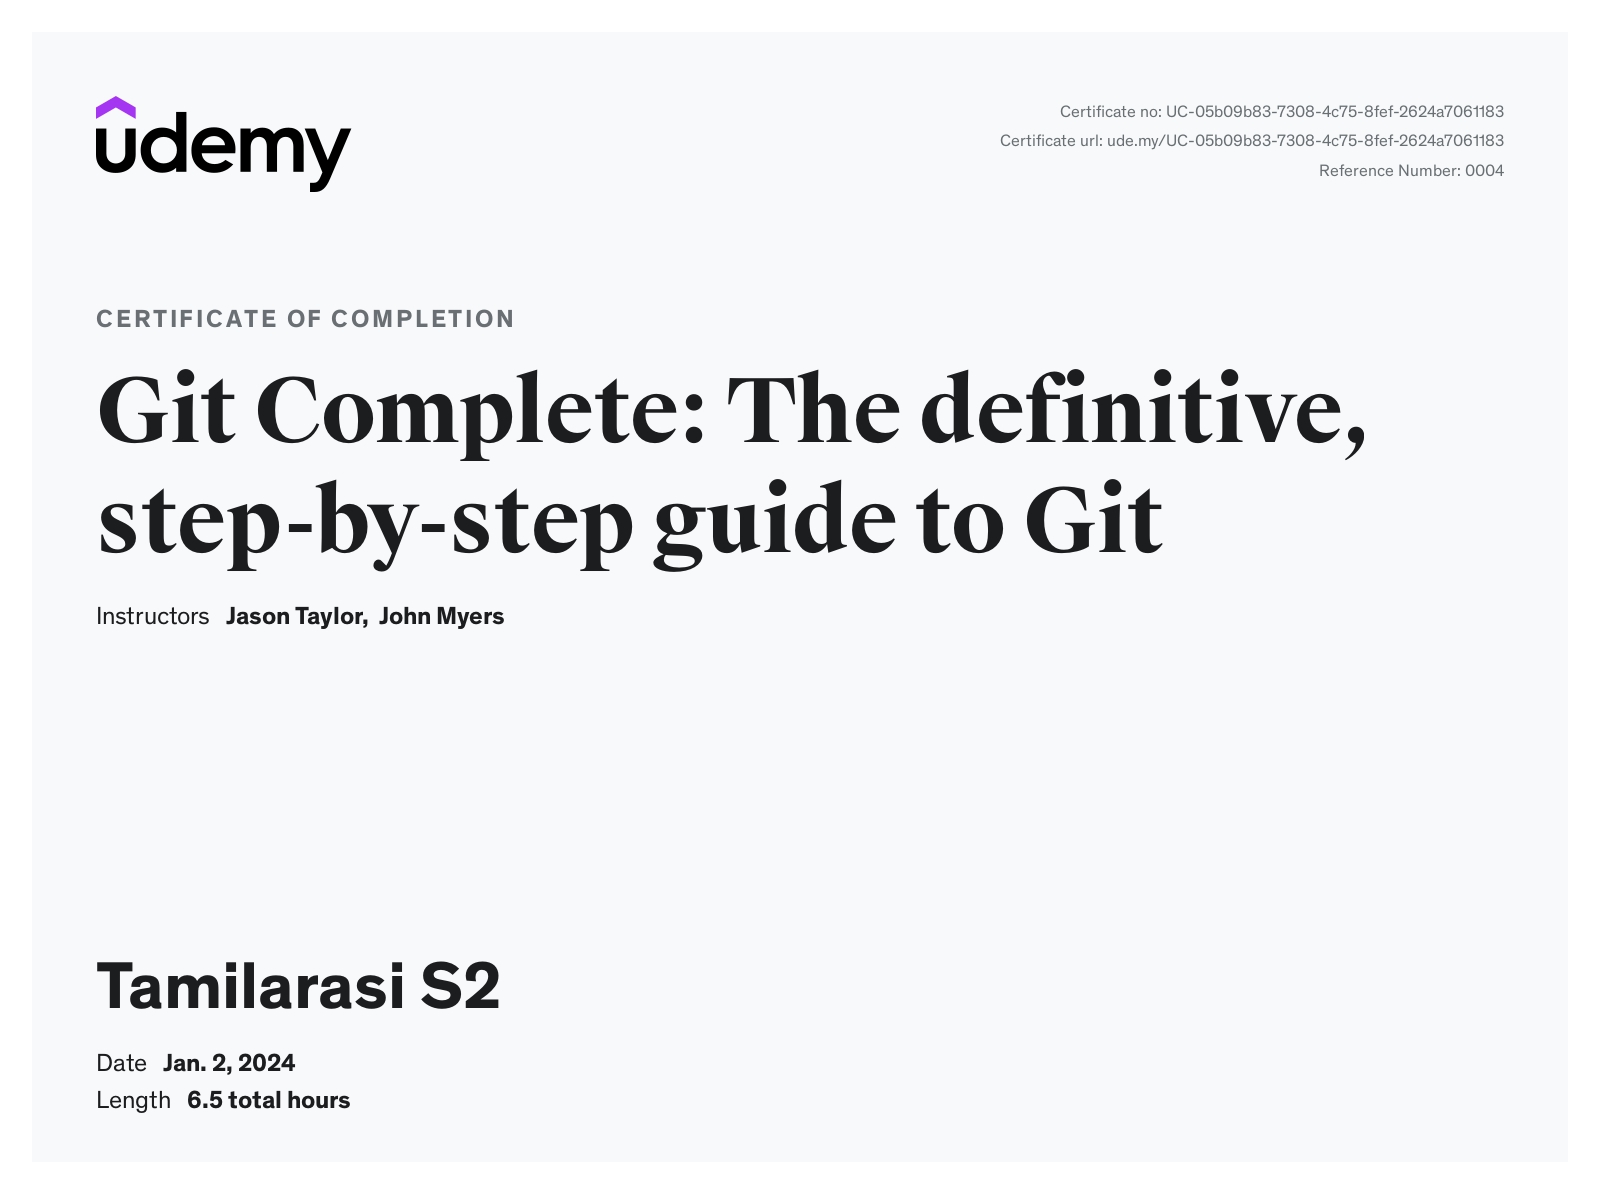 udemy
Certificate no: UC-05b09b83-7308-4c75-8fef-2624a7061183
Certificate url: ude.my/UC-05b09b83-7308-4c75-8fef-2624a7061183
Reference Number: 0004
CERTIFICATE OF COMPLETION
Git Complete: The definitive,
step-by-step guide to Git
Instructors Jason Taylor, John Myers
Tamilarasi S2
Date Jan. 2, 2024
Length 6.5 total hours